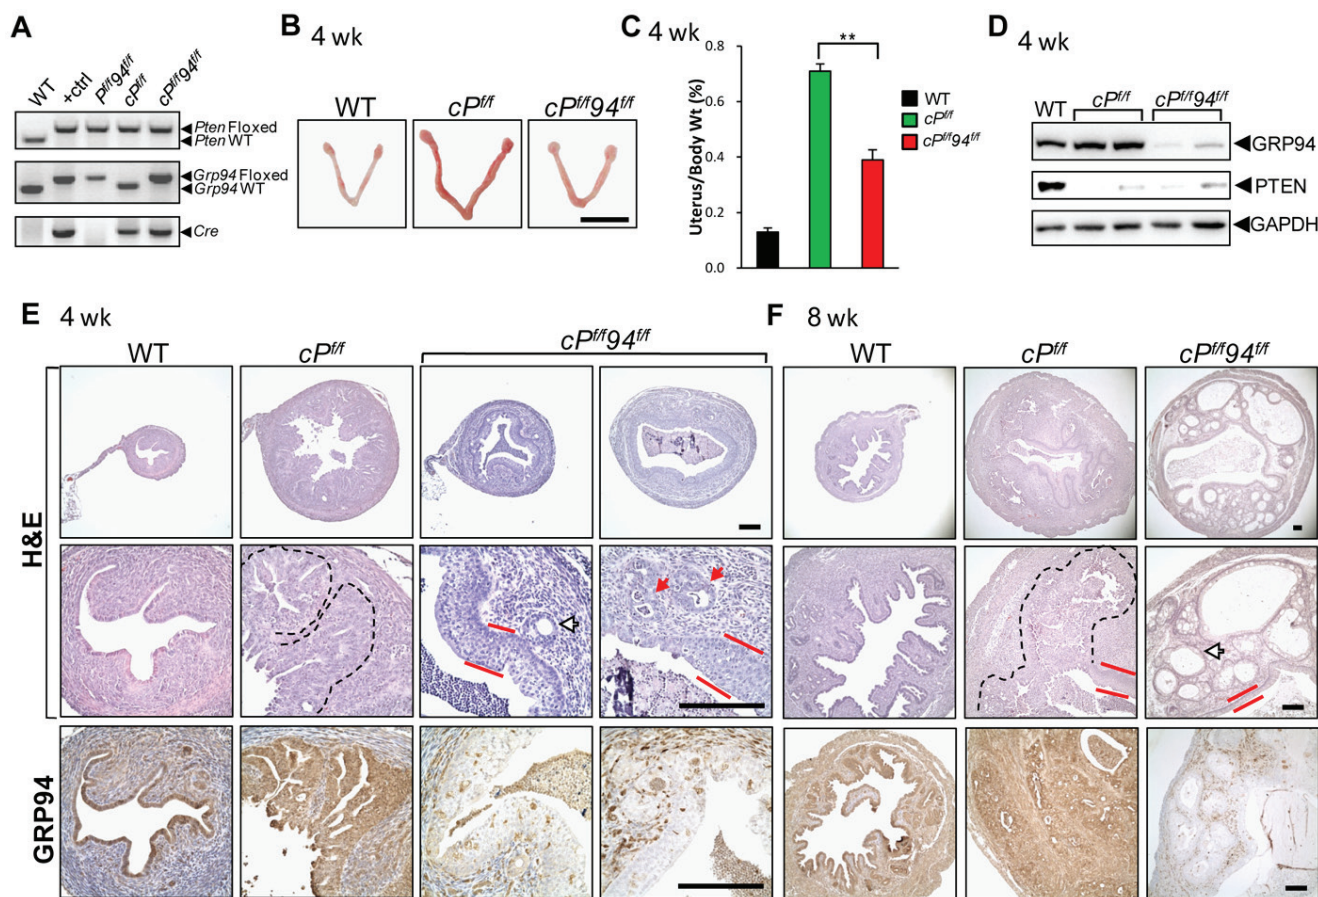 A
WT +ctrl Pf/f94f/f cPf/f cPf/f94f/f
Pten Floxed
Pten WT
Grp94 Floxed
Grp94 WT
Cre
B 4 wk
WT cPf/f cPf/f94f/f
C 4 wk
Uterus/Body Wt (%)
0.8
0.6
0.4
0.2
0.0
**
WT
cPf/f
cPf/f94f/f
D 4 wk
WT cPf/f cPf/f94f/f
GRP94
PTEN
GAPDH
E 4 wk
WT cPf/f cPf/f94f/f
H&E
GRP94
F 8 wk
WT cPf/f cPf/f94f/f